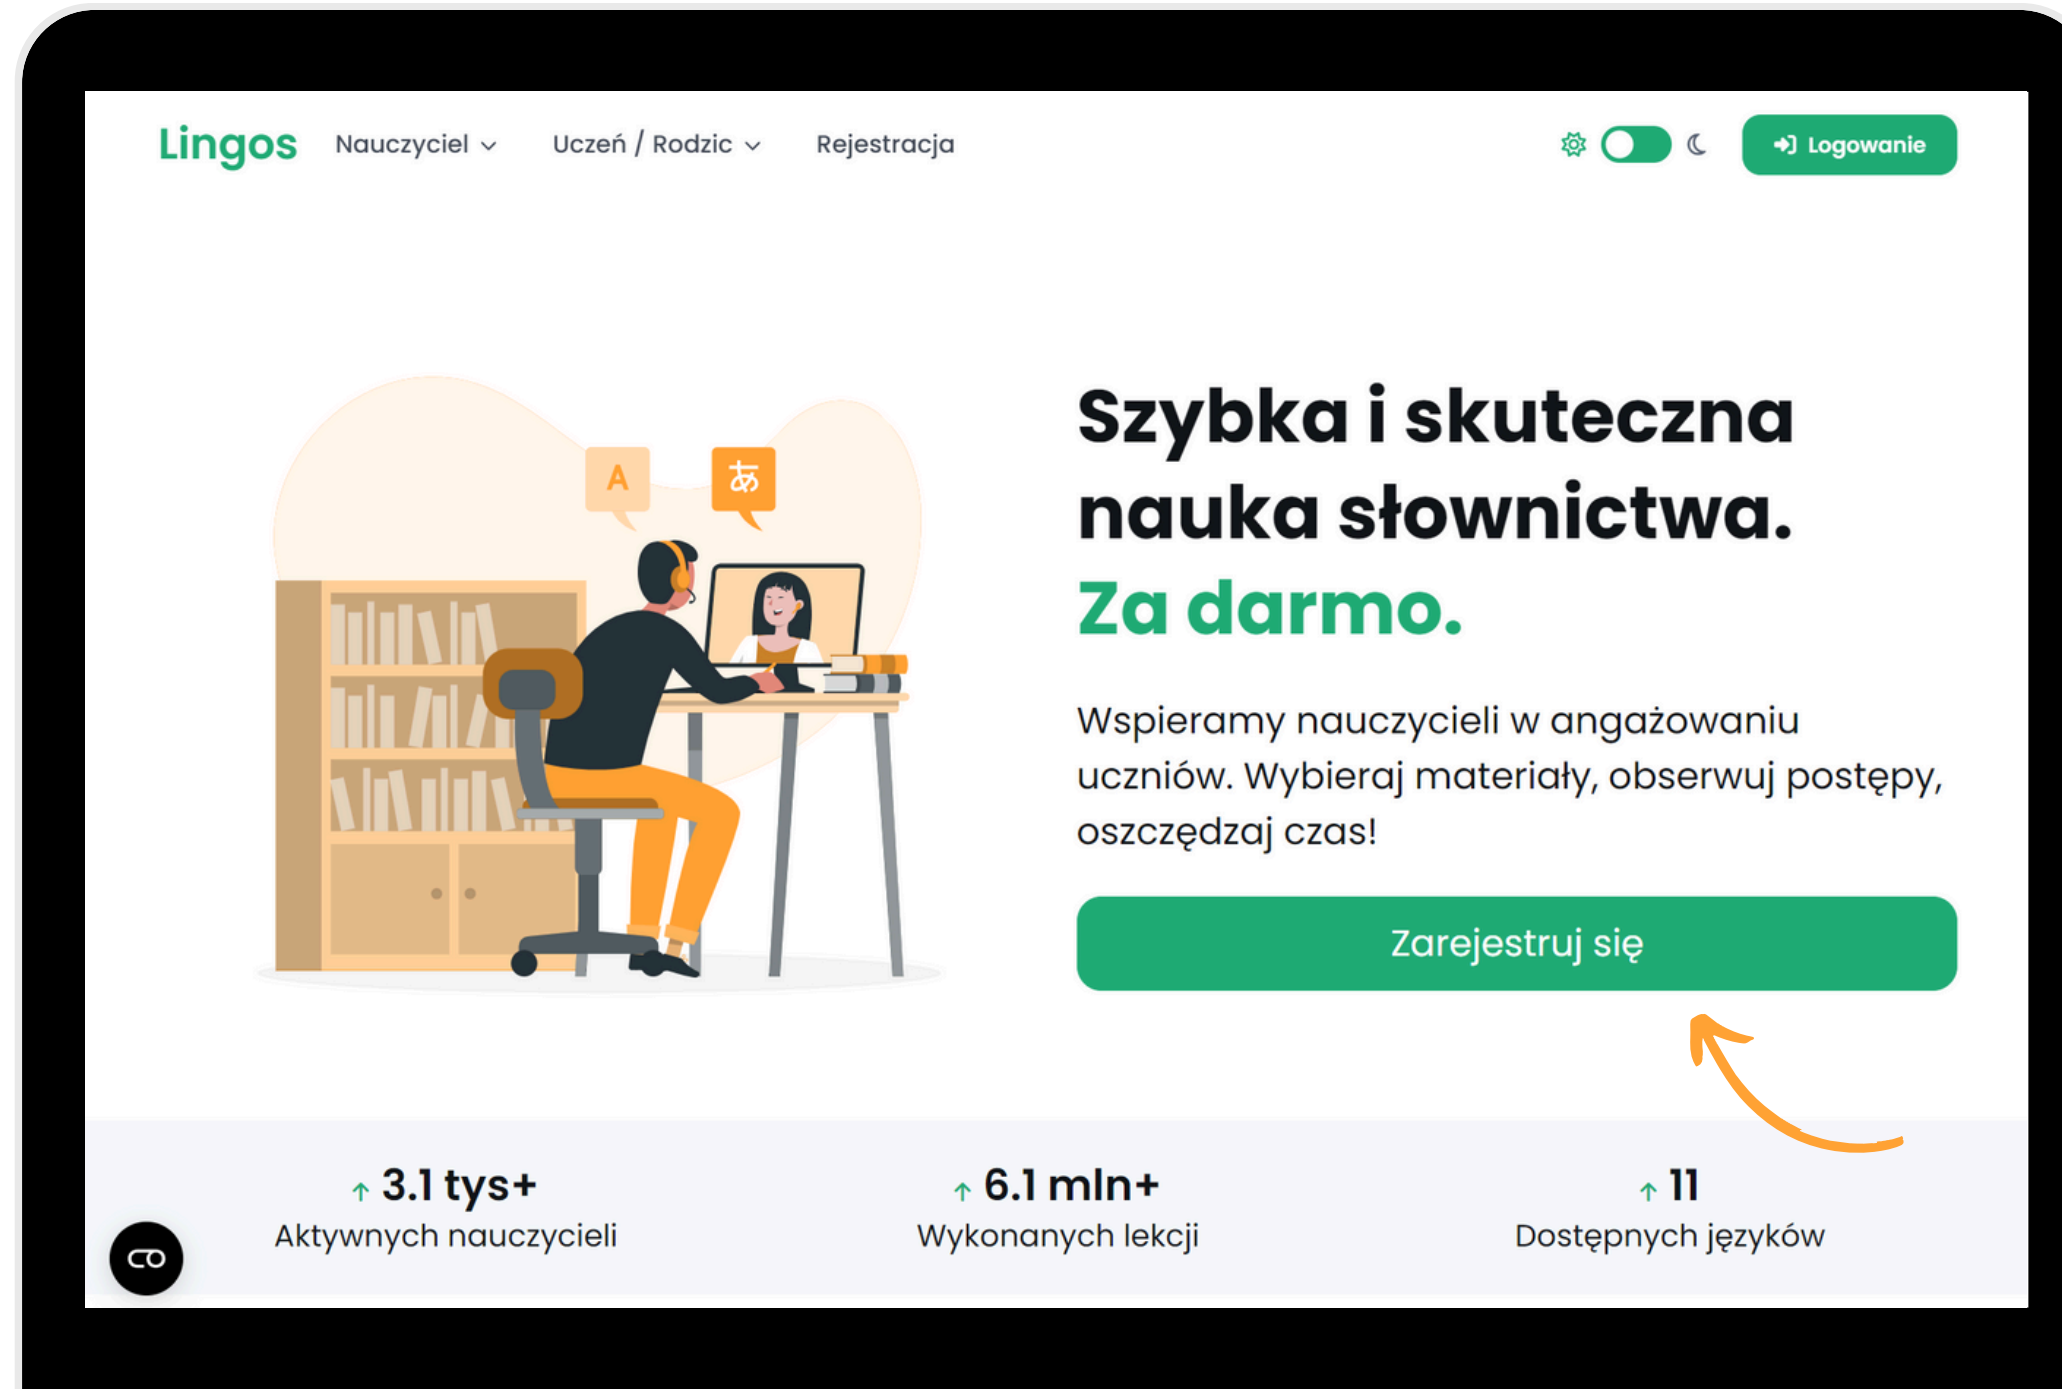 Lingos
Nauczyciel
Uczeń / Rodzic
Rejestracja
Logowanie
A
あ
Szybka i skuteczna
nauka słownictwa.
Za darmo.
Wspieramy nauczycieli w angażowaniu
uczniów. Wybieraj materiały, obserwuj postępy,
oszczędzaj czas!
Zarejestruj się
3.1 tys+
Aktywnych nauczycieli
6.1 mln+
Wykonanych lekcji
11
Dostępnych języków